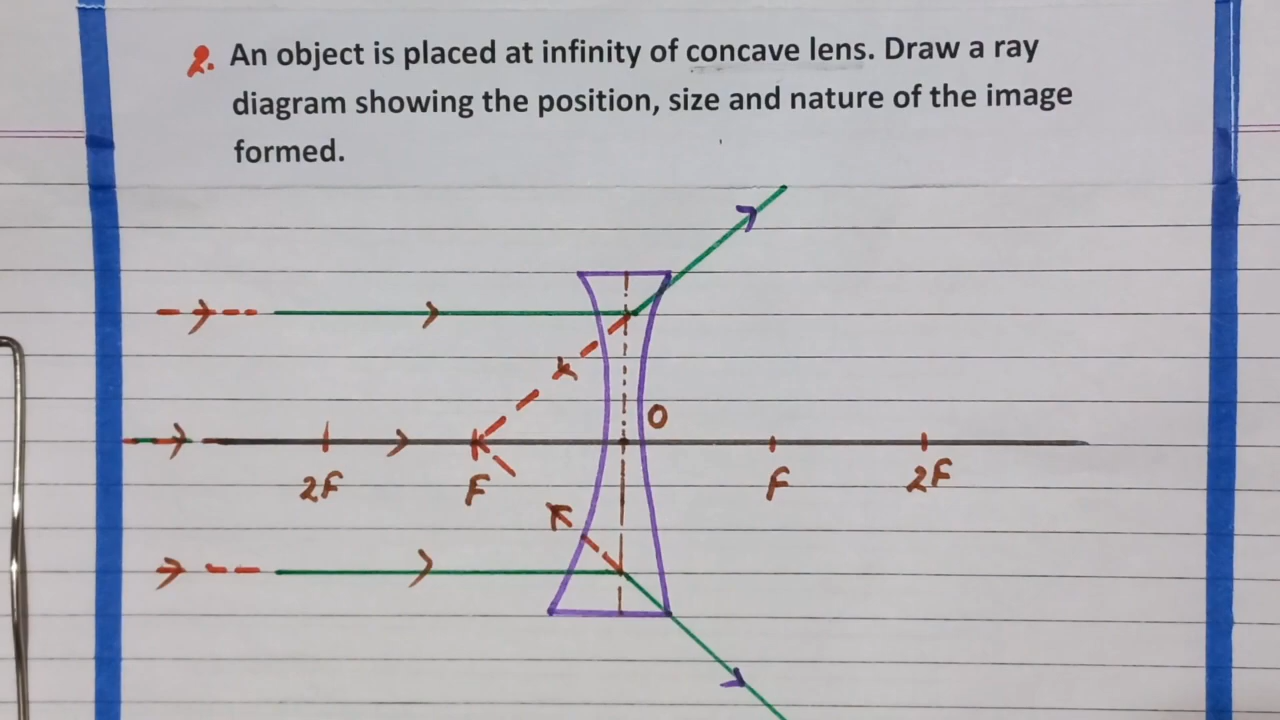 2. An object is placed at infinity of concave lens. Draw a ray
diagram showing the position, size and nature of the image
formed.
O
2F F F 2F